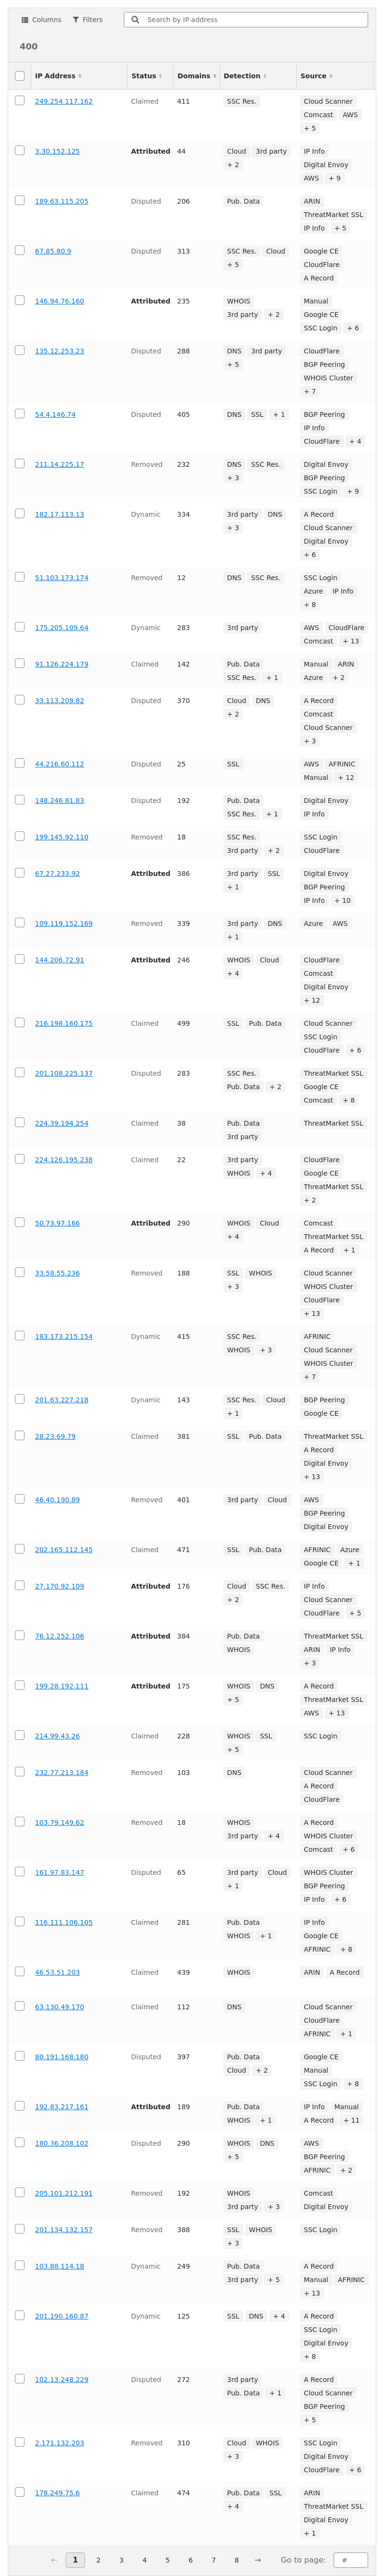 Columns Filters Search by IP address
400
IP Address Status Domains Detection Source
249.254.117.162 Claimed 411 SSC Res. Cloud Scanner
Comcast AWS
+ 5
3.30.152.125 Attributed 44 Cloud 3rd party IP Info
+ 2 Digital Envoy
AWS + 9
189.63.115.205 Disputed 206 Pub. Data ARIN
ThreatMarket SSL
IP Info + 5
67.85.80.9 Disputed 313 SSC Res. Cloud Google CE
+ 5 CloudFlare
A Record
146.94.76.160 Attributed 235 WHOIS Manual
3rd party + 2 Google CE
SSC Login + 6
135.12.253.23 Disputed 288 DNS 3rd party CloudFlare
+ 5 BGP Peering
WHOIS Cluster
+ 7
54.4.146.74 Disputed 405 DNS SSL + 1 BGP Peering
IP Info
CloudFlare + 4
211.14.225.17 Removed 232 DNS SSC Res. Digital Envoy
+ 3 BGP Peering
SSC Login + 9
182.17.113.13 Dynamic 334 3rd party DNS A Record
+ 3 Cloud Scanner
Digital Envoy
+ 6
51.103.173.174 Removed 12 DNS SSC Res. SSC Login
Azure IP Info
+ 8
175.205.109.64 Dynamic 283 3rd party AWS CloudFlare
Comcast + 13
91.126.224.179 Claimed 142 Pub. Data Manual ARIN
SSC Res. + 1 Azure + 2
33.113.208.82 Disputed 370 Cloud DNS A Record
+ 2 Comcast
Cloud Scanner
+ 3
44.216.60.112 Disputed 25 SSL AWS AFRINIC
Manual + 12
148.246.81.83 Disputed 192 Pub. Data Digital Envoy
SSC Res. + 1 IP Info
199.145.92.110 Removed 18 SSC Res. SSC Login
3rd party + 2 CloudFlare
67.27.233.92 Attributed 386 3rd party SSL Digital Envoy
+ 1 BGP Peering
IP Info + 10
109.119.152.169 Removed 339 3rd party DNS Azure AWS
+ 1
144.206.72.91 Attributed 246 WHOIS Cloud CloudFlare
+ 4 Comcast
Digital Envoy
+ 12
216.198.160.175 Claimed 499 SSL Pub. Data Cloud Scanner
SSC Login
CloudFlare + 6
201.108.225.137 Disputed 283 SSC Res. ThreatMarket SSL
Pub. Data + 2 Google CE
Comcast + 8
224.39.194.254 Claimed 38 Pub. Data ThreatMarket SSL
3rd party
224.126.195.238 Claimed 22 3rd party CloudFlare
WHOIS + 4 Google CE
ThreatMarket SSL
+ 2
50.73.97.166 Attributed 290 WHOIS Cloud Comcast
+ 4 ThreatMarket SSL
A Record + 1
33.58.55.236 Removed 188 SSL WHOIS Cloud Scanner
+ 3 WHOIS Cluster
CloudFlare
+ 13
183.173.215.154 Dynamic 415 SSC Res. AFRINIC
WHOIS + 3 Cloud Scanner
WHOIS Cluster
+ 7
201.63.227.218 Dynamic 143 SSC Res. Cloud BGP Peering
+ 1 Google CE
28.23.69.79 Claimed 381 SSL Pub. Data ThreatMarket SSL
A Record
Digital Envoy
+ 13
46.40.190.89 Removed 401 3rd party Cloud AWS
BGP Peering
Digital Envoy
202.165.112.145 Claimed 471 SSL Pub. Data AFRINIC Azure
Google CE + 1
27.170.92.109 Attributed 176 Cloud SSC Res. IP Info
+ 2 Cloud Scanner
CloudFlare + 5
76.12.252.106 Attributed 384 Pub. Data ThreatMarket SSL
WHOIS ARIN IP Info
+ 3
199.28.192.111 Attributed 175 WHOIS DNS A Record
+ 5 ThreatMarket SSL
AWS + 13
214.99.43.26 Claimed 228 WHOIS SSL SSC Login
+ 5
232.77.213.184 Removed 103 DNS Cloud Scanner
A Record
CloudFlare
103.79.149.62 Removed 18 WHOIS A Record
3rd party + 4 WHOIS Cluster
Comcast + 6
161.97.83.147 Disputed 65 3rd party Cloud WHOIS Cluster
+ 1 BGP Peering
IP Info + 6
116.111.106.105 Claimed 281 Pub. Data IP Info
WHOIS + 1 Google CE
AFRINIC + 8
46.53.51.203 Claimed 439 WHOIS ARIN A Record
63.130.49.170 Claimed 112 DNS Cloud Scanner
CloudFlare
AFRINIC + 1
80.191.168.180 Disputed 397 Pub. Data Google CE
Cloud + 2 Manual
SSC Login + 8
192.83.217.161 Attributed 189 Pub. Data IP Info Manual
WHOIS + 1 A Record + 11
180.36.208.102 Disputed 290 WHOIS DNS AWS
+ 5 BGP Peering
AFRINIC + 2
205.101.212.191 Removed 192 WHOIS Comcast
3rd party + 3 Digital Envoy
201.134.132.157 Removed 388 SSL WHOIS SSC Login
+ 3
103.88.114.18 Dynamic 249 Pub. Data A Record
3rd party + 5 Manual AFRINIC
+ 13
201.190.160.87 Dynamic 125 SSL DNS + 4 A Record
SSC Login
Digital Envoy
+ 8
102.13.248.229 Disputed 272 3rd party A Record
Pub. Data + 1 Cloud Scanner
BGP Peering
+ 5
2.171.132.203 Removed 310 Cloud WHOIS SSC Login
+ 3 Digital Envoy
CloudFlare + 6
178.249.75.6 Claimed 474 Pub. Data SSL ARIN
+ 4 ThreatMarket SSL
Digital Envoy
+ 1
← 1 2 3 4 5 6 7 8 → Go to page: #